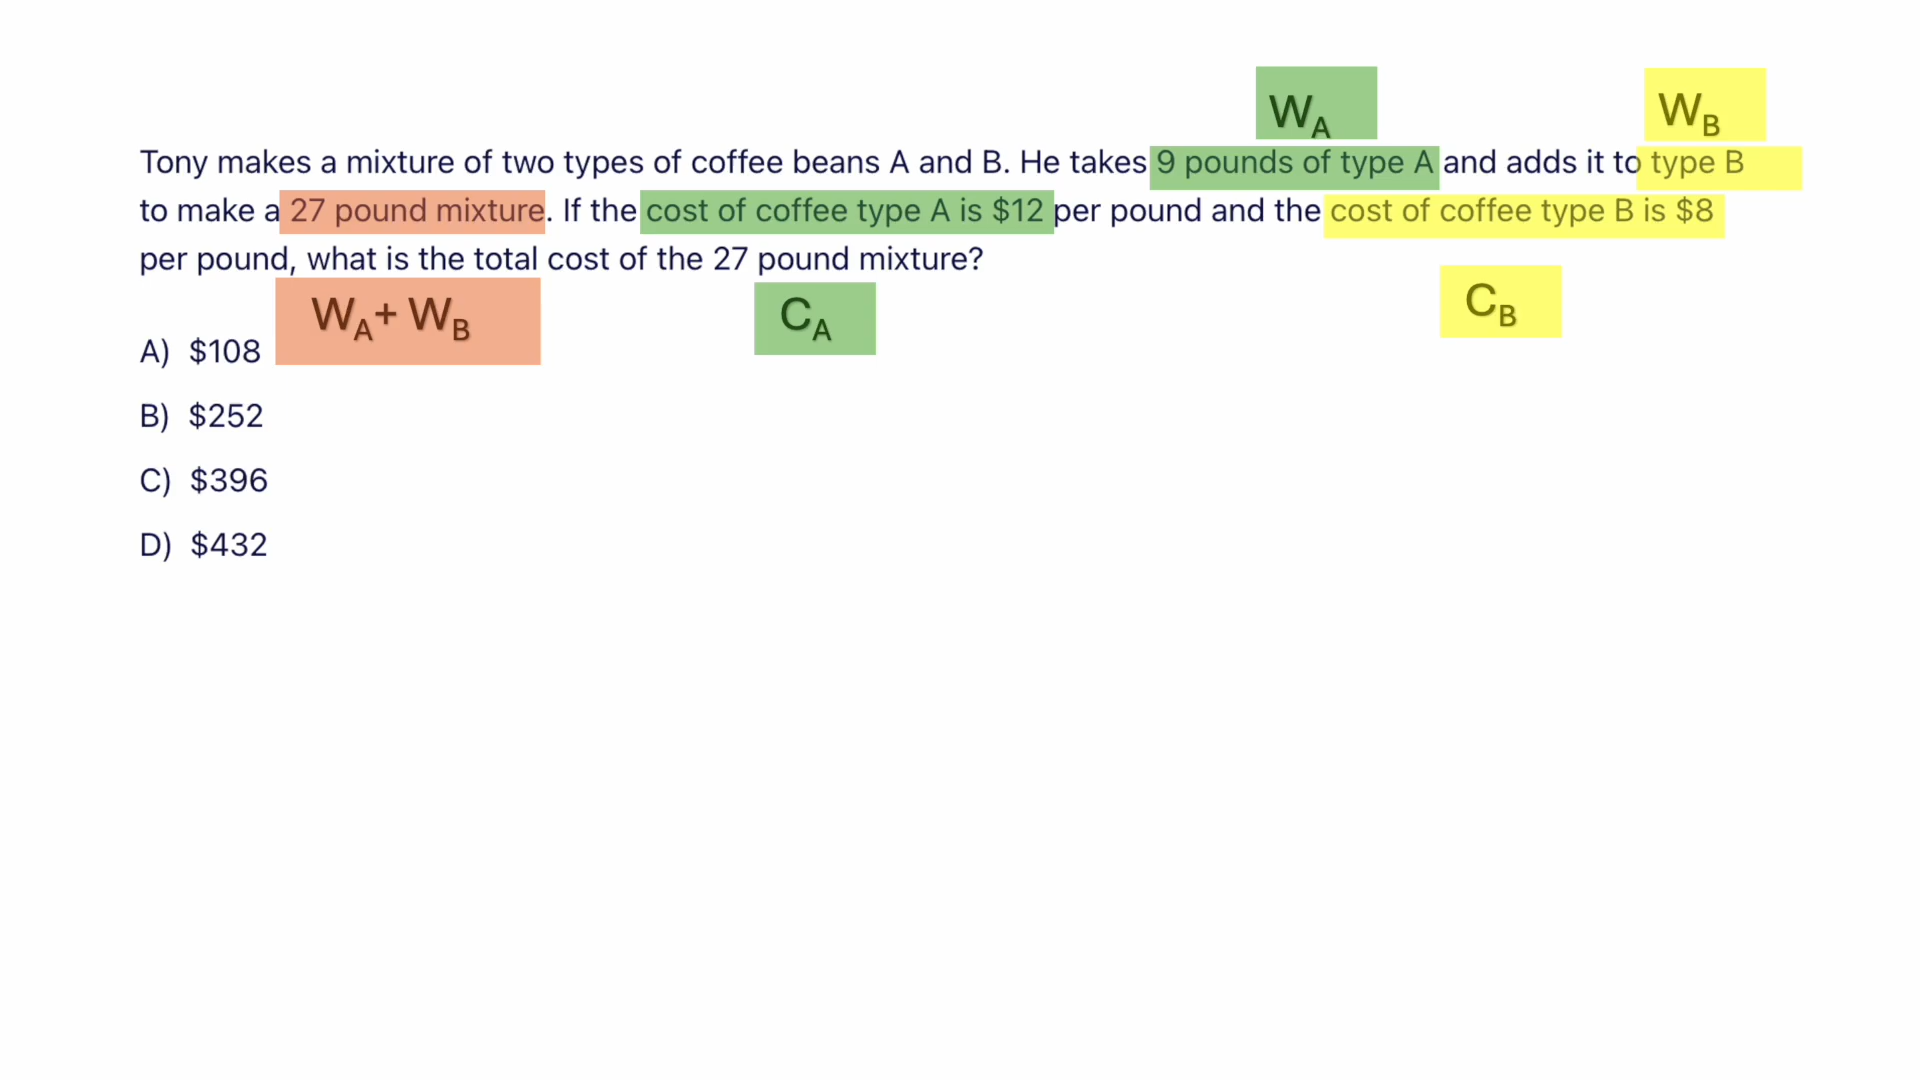 W_A W_B
Tony makes a mixture of two types of coffee beans A and B. He takes 9 pounds of type A and adds it to type B
to make a 27 pound mixture. If the cost of coffee type A is $12 per pound and the cost of coffee type B is $8
per pound, what is the total cost of the 27 pound mixture?
W_A + W_B C_A C_B
A) $108
B) $252
C) $396
D) $432